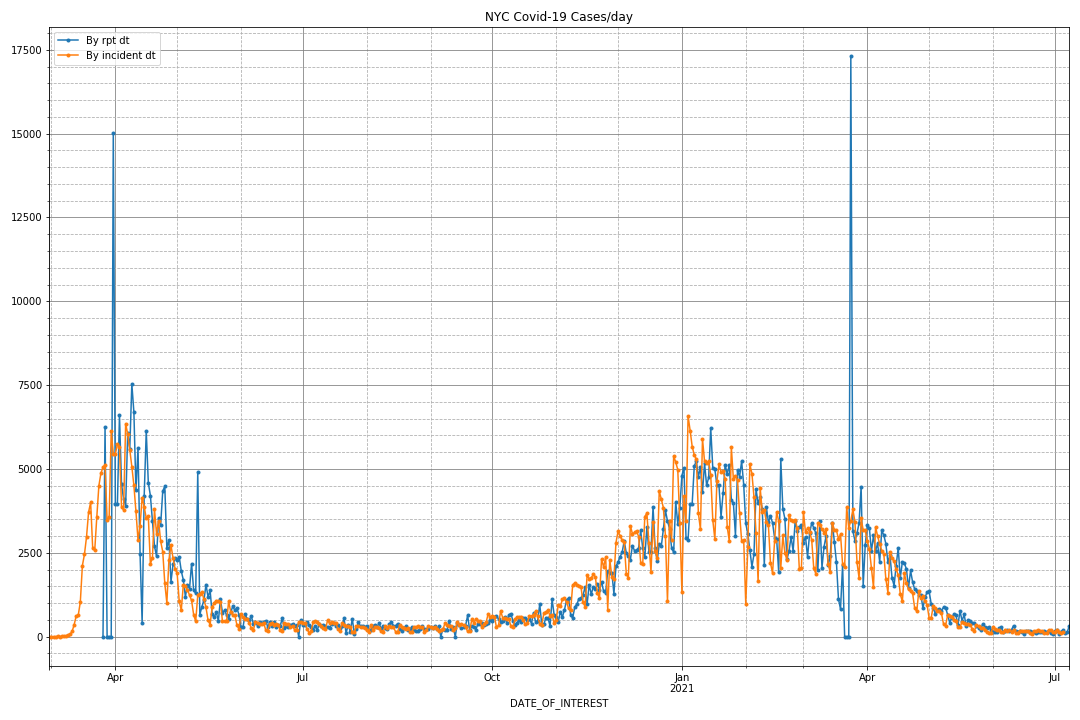 NYC Covid-19 Cases/day
By rpt dt
By incident dt
17500
15000
12500
10000
7500
5000
2500
0
Apr
Jul
Oct
Jan
2021
Apr
Jul
DATE_OF_INTEREST